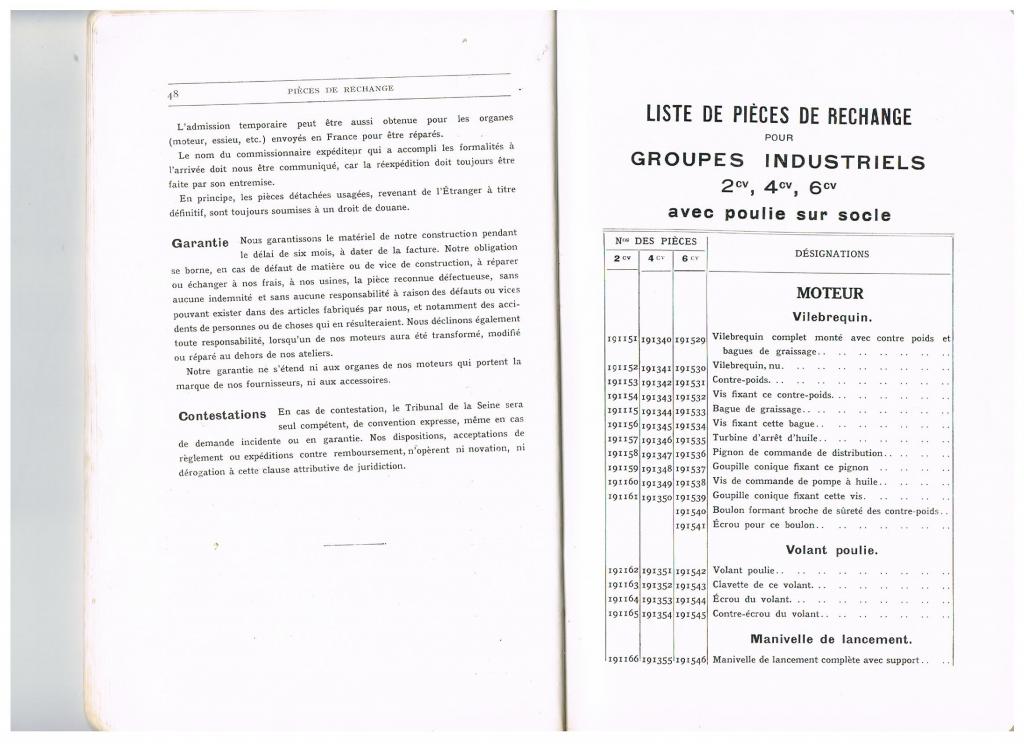 48 PIÈCES DE RECHANGE
L'admission temporaire peut être aussi obtenue pour les organes
(moteur, essieu, etc.) envoyés en France pour être réparés.
Le nom du commissionnaire expéditeur qui a accompli les formalités à
l'arrivée doit nous être communiqué, car la réexpédition doit toujours être
faite par son entremise.
En principe, les pièces détachées usagées, revenant de l'Étranger à titre
définitif, sont toujours soumises à un droit de douane.
Garantie Nous garantissons le matériel de notre construction pendant
le délai de six mois, à dater de la facture. Notre obligation
se borne, en cas de défaut de matière ou de vice de construction, à réparer
ou échanger à nos frais, à nos usines, la pièce reconnue défectueuse, sans
aucune indemnité et sans aucune responsabilité à raison des défauts ou vices
pouvant exister dans des articles fabriqués par nous, et notamment des acci-
dents de personnes ou de choses qui en résulteraient. Nous déclinons également
toute responsabilité, lorsqu'un de nos moteurs aura été transformé, modifié
ou réparé au dehors de nos ateliers.
Notre garantie ne s'étend ni aux organes de nos moteurs qui portent la
marque de nos fournisseurs, ni aux accessoires.
Contestations En cas de contestation, le Tribunal de la Seine sera
seul compétent, de convention expresse, même en cas
de demande incidente ou en garantie. Nos dispositions, acceptations de
règlement ou expéditions contre remboursement, n'opèrent ni novation, ni
dérogation à cette clause attributive de juridiction.
LISTE DE PIÈCES DE RECHANGE
POUR
GROUPES INDUSTRIELS
2cv, 4cv, 6cv
avec poulie sur socle
Nos DES PIÈCES DÉSIGNATIONS
2 CV 4 CV 6 CV
MOTEUR
Vilebrequin.
191151 191340 191529 Vilebrequin complet monté avec contre poids et
bagues de graissage.. .. .. .. .. .. ..
191152 191341 191530 Vilebrequin, nu. .. .. .. .. .. .. ..
191153 191342 191531 Contre-poids. .. .. .. .. .. .. ..
191154 191343 191532 Vis fixant ce contre-poids. .. .. .. .. .. ..
191115 191344 191533 Bague de graissage.. .. .. .. .. .. ..
191156 191345 191534 Vis fixant cette bague.. .. .. .. .. .. ..
191157 191346 191535 Turbine d'arrêt d'huile.. .. .. .. .. .. ..
191158 191347 191536 Pignon de commande de distribution.. .. .. ..
191159 191348 191537 Goupille conique fixant ce pignon .. .. .. ..
191160 191349 191538 Vis de commande de pompe à huile.. .. .. ..
191161 191350 191539 Goupille conique fixant cette vis. .. .. .. ..
191540 Boulon formant broche de sûreté des contre-poids..
191541 Écrou pour ce boulon.. .. .. .. .. .. ..
Volant poulie.
191162 191351 191542 Volant poulie.. .. .. .. .. .. .. ..
191163 191352 191543 Clavette de ce volant. .. .. .. .. .. ..
191164 191353 191544 Écrou du volant. .. .. .. .. .. .. ..
191165 191354 191545 Contre-écrou du volant.. .. .. .. .. .. ..
Manivelle de lancement.
191166 191355 191546 Manivelle de lancement complète avec support.. ..